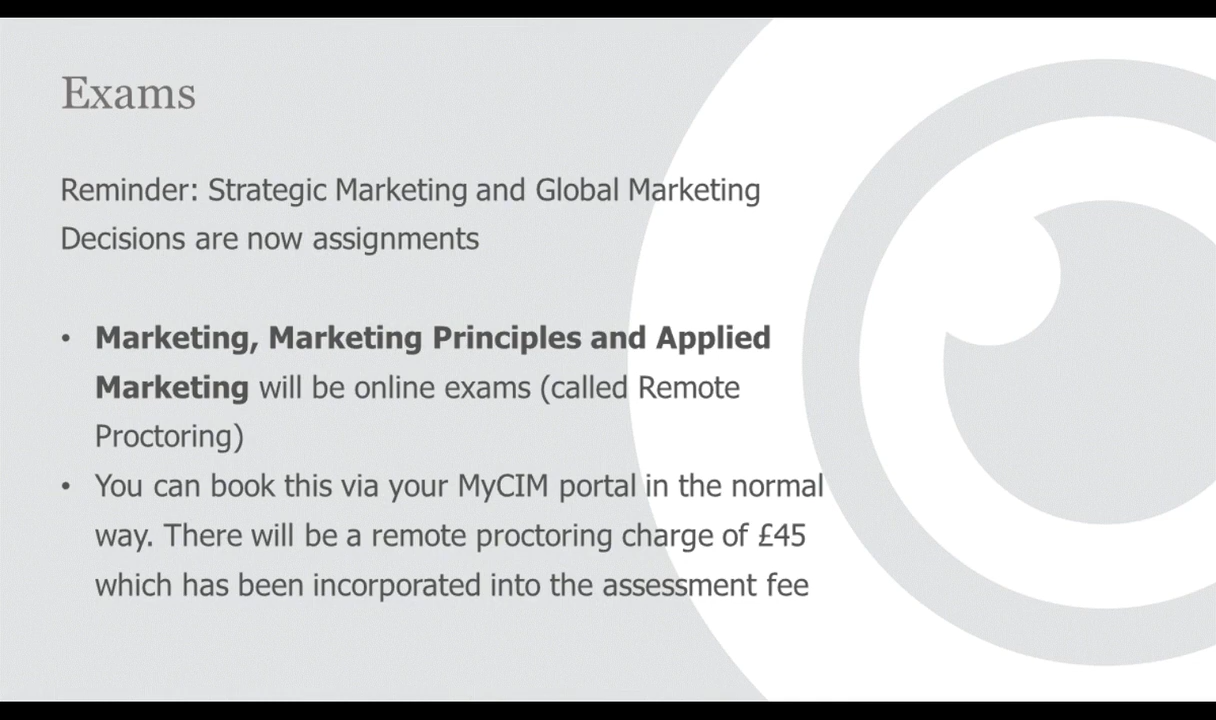 Exams
Reminder: Strategic Marketing and Global Marketing
Decisions are now assignments
• Marketing, Marketing Principles and Applied
Marketing will be online exams (called Remote
Proctoring)
• You can book this via your MyCIM portal in the normal
way. There will be a remote proctoring charge of £45
which has been incorporated into the assessment fee